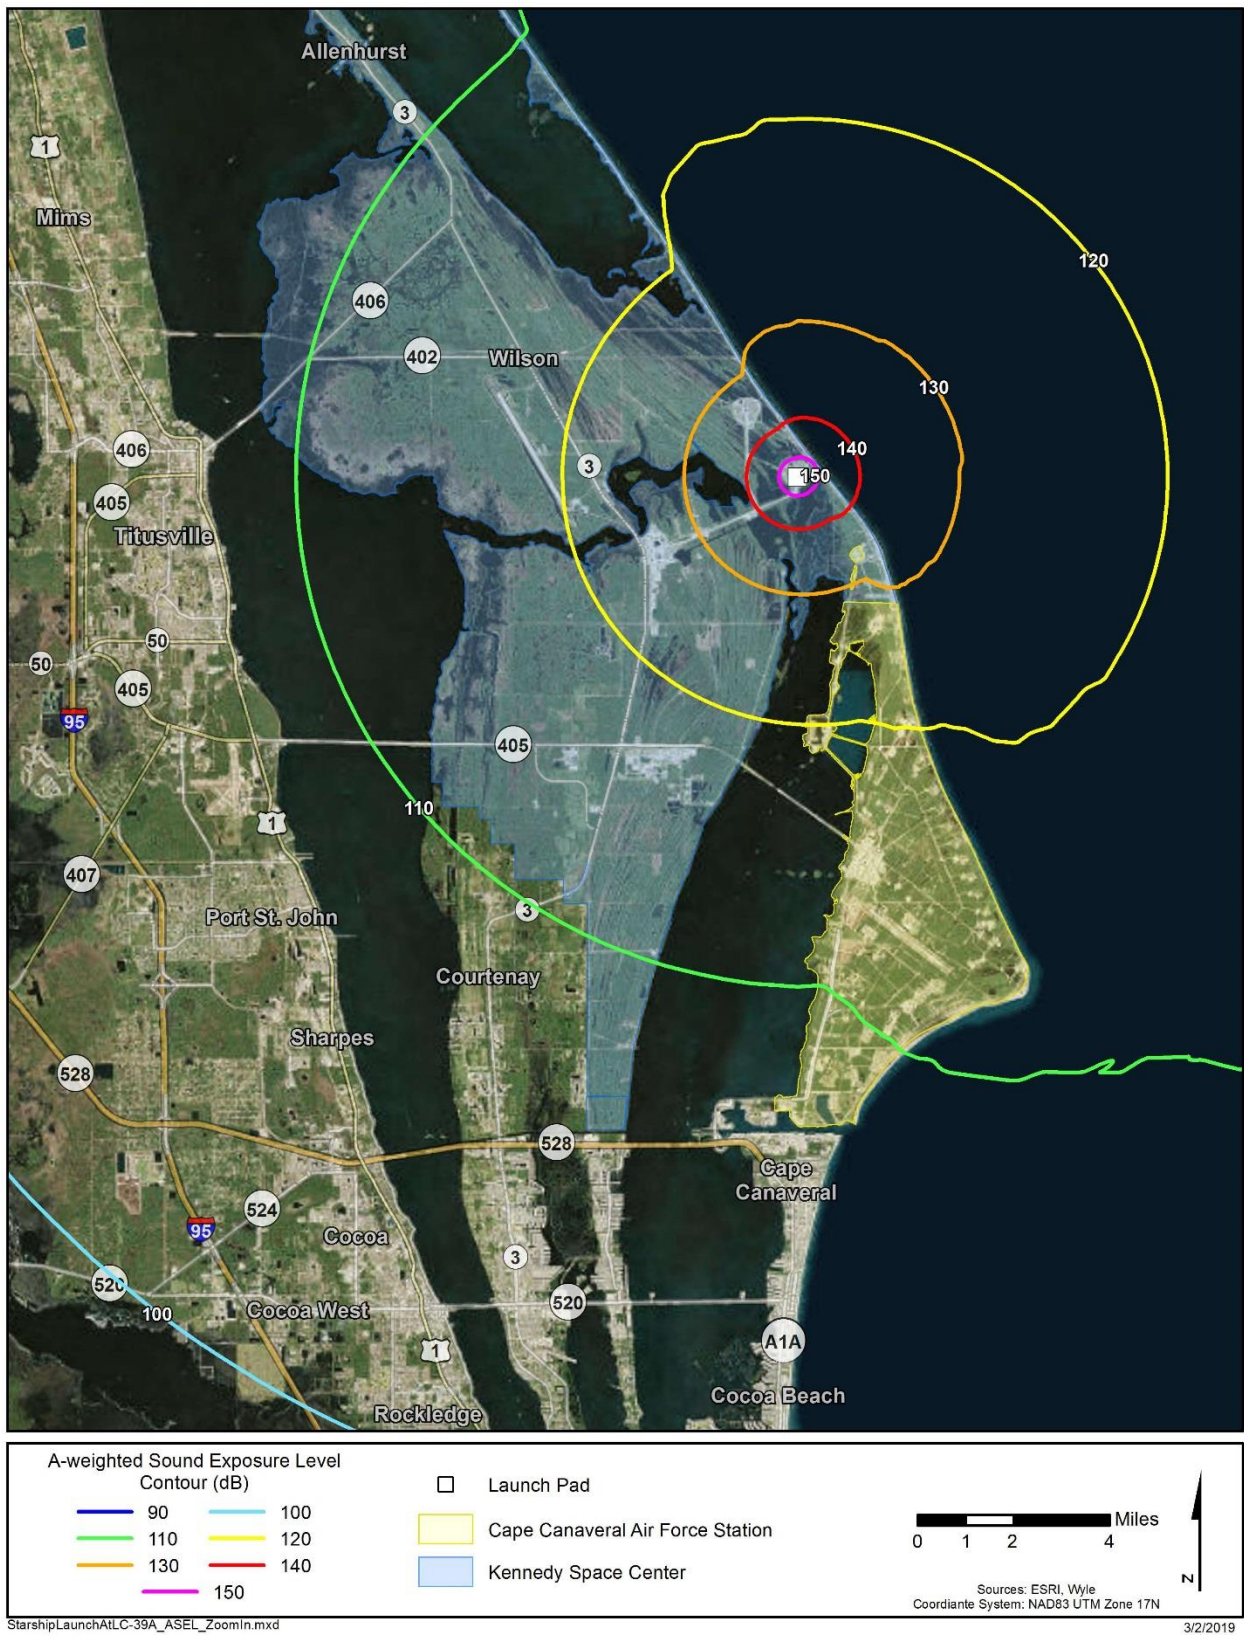 Allenhurst
3
1
Mims
120
406
402
Wilson
130
406
3
140
150
405
Titusville
50
50
405
95
405
110
1
407
3
Port St. John
Courtenay
Sharpes
528
528
Cape
Canaveral
524
95
Cocoa
3
520
520
100
Cocoa West
A1A
1
Cocoa Beach
Rockledge
A-weighted Sound Exposure Level
Contour (dB)
90
100
110
120
130
140
150
Launch Pad
Cape Canaveral Air Force Station
Kennedy Space Center
Miles
0 1 2 4
N
Sources: ESRI, Wyle
Coordiante System: NAD83 UTM Zone 17N
StarshipLaunchAtLC-39A_ASEL_ZoomIn.mxd
3/2/2019